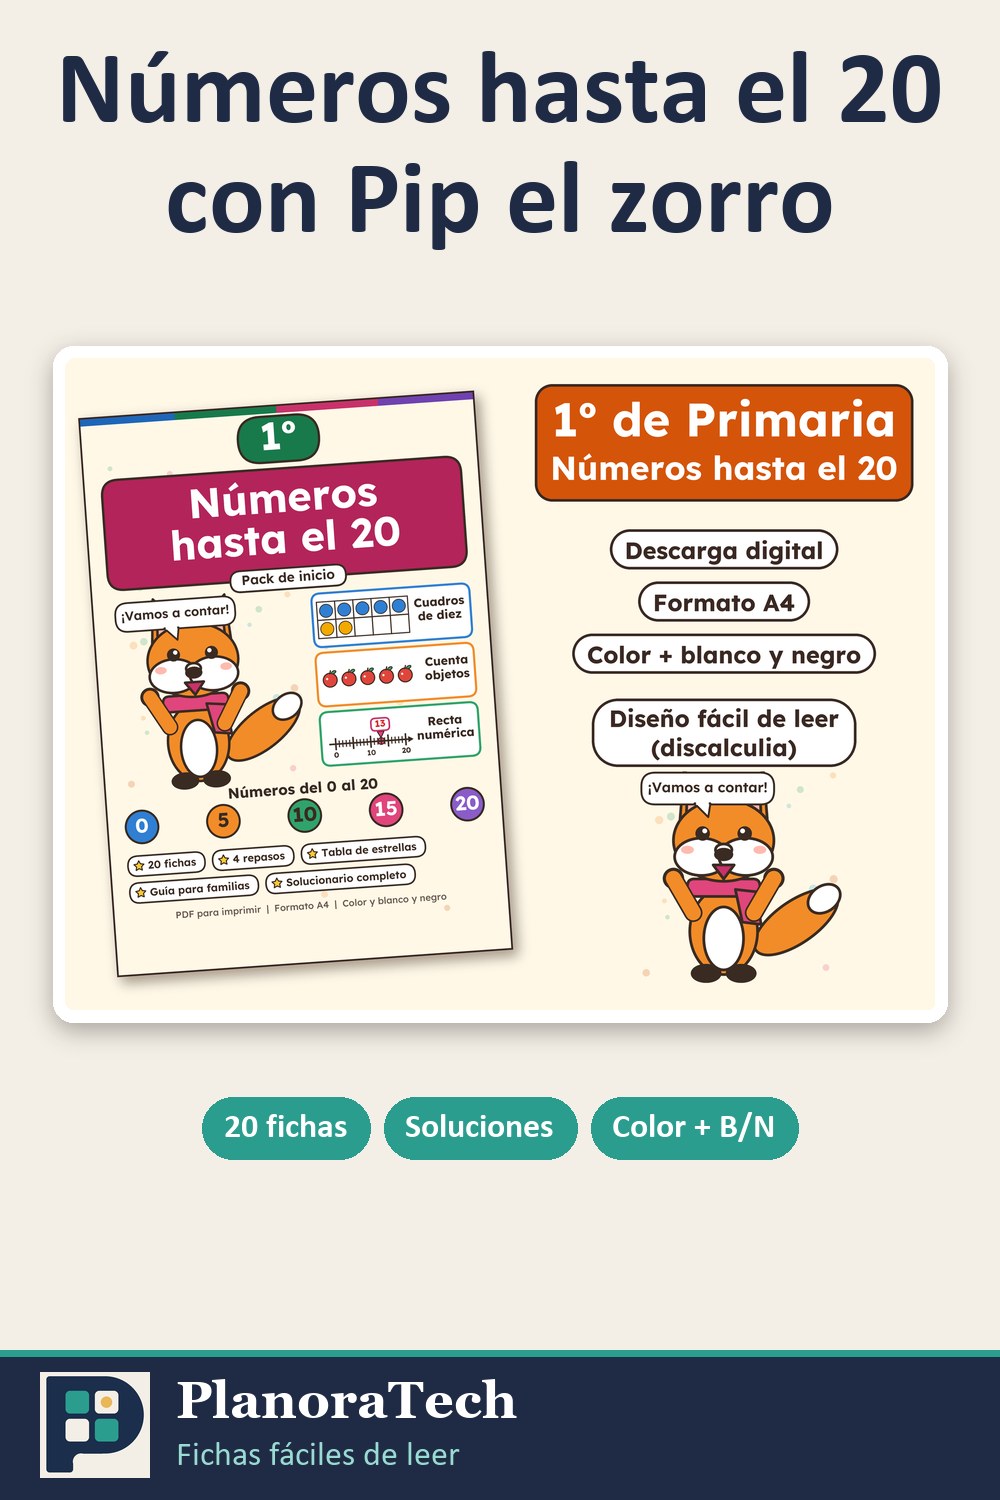 Números hasta el 20
con Pip el zorro
1º
Números
hasta el 20
Pack de inicio
¡Vamos a contar!
Cuadros
de diez
Cuenta
objetos
13
0 10 20
Recta
numérica
Números del 0 al 20
0 5 10 15 20
20 fichas
4 repasos
Tabla de estrellas
Guía para familias
Solucionario completo
PDF para imprimir | Formato A4 | Color y blanco y negro
1º de Primaria
Números hasta el 20
Descarga digital
Formato A4
Color + blanco y negro
Diseño fácil de leer
(discalculia)
¡Vamos a contar!
20 fichas
Soluciones
Color + B/N
PlanoraTech
Fichas fáciles de leer